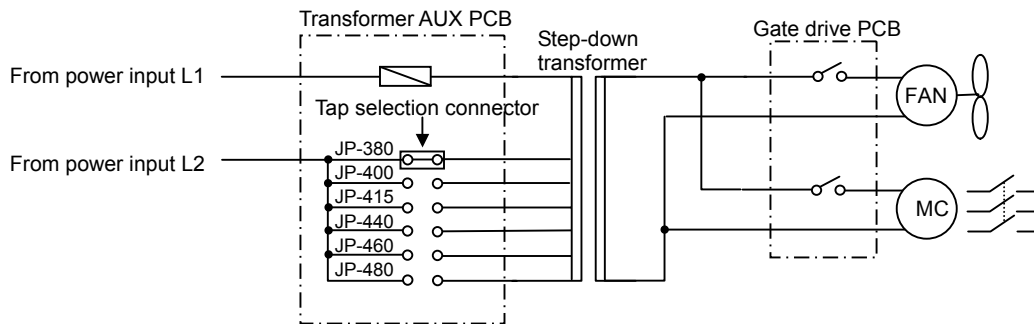 Transformer AUX PCB
Step-down
transformer
Gate drive PCB
From power input L1
FAN
Tap selection connector
From power input L2
JP-380
JP-400
JP-415
JP-440
JP-460
JP-480
MC